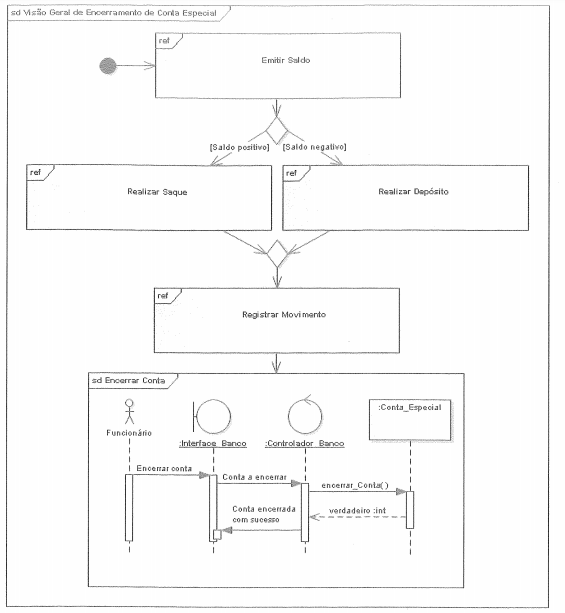 sd Visão Geral de Encerramento de Conta Especial
ref
Emitir Saldo
[Saldo positivo]
[Saldo negativo]
ref
Realizar Saque
ref
Realizar Depósito
ref
Registrar Movimento
sd Encerrar Conta
Funcionário
:Interface_Banco
:Controlador_Banco
:Conta_Especial
Encerrar conta
Conta a encerrar
encerrar_Conta( )
verdadeiro :int
Conta encerrada
com sucesso